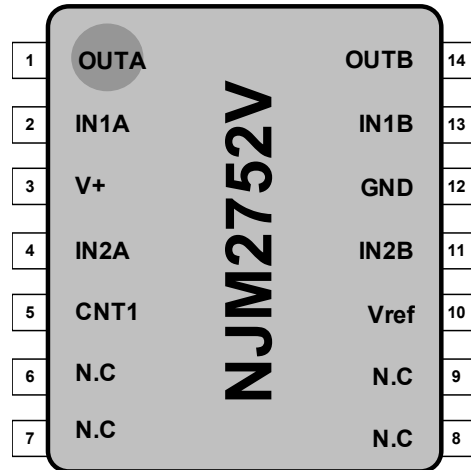 1 OUTA OUTB 14
2 IN1A IN1B 13
3 V+ GND 12
4 IN2A IN2B 11
5 CNT1 Vref 10
6 N.C N.C 9
7 N.C N.C 8
NJM2752V